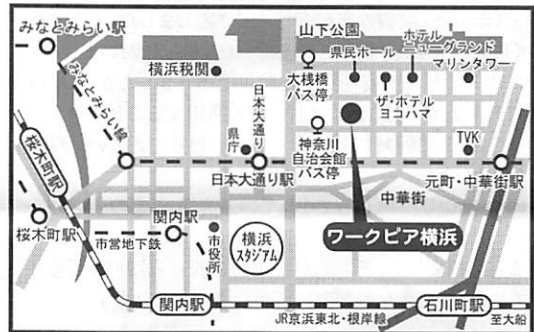 みなとみらい駅
みなとみらい線
横浜税関
山下公園
大桟橋
バス停
県民ホール
ホテル
ニューグランド
マリンタワー
ザ・ホテル
ヨコハマ
日本大通り
県庁
神奈川
自治会館
バス停
TVK
日本大通り駅
元町・中華街駅
中華街
桜木町駅
桜木町駅
関内駅
市営地下鉄
市役所
横浜
スタジアム
ワークピア横浜
関内駅
石川町駅
JR京浜東北・根岸線
至大船